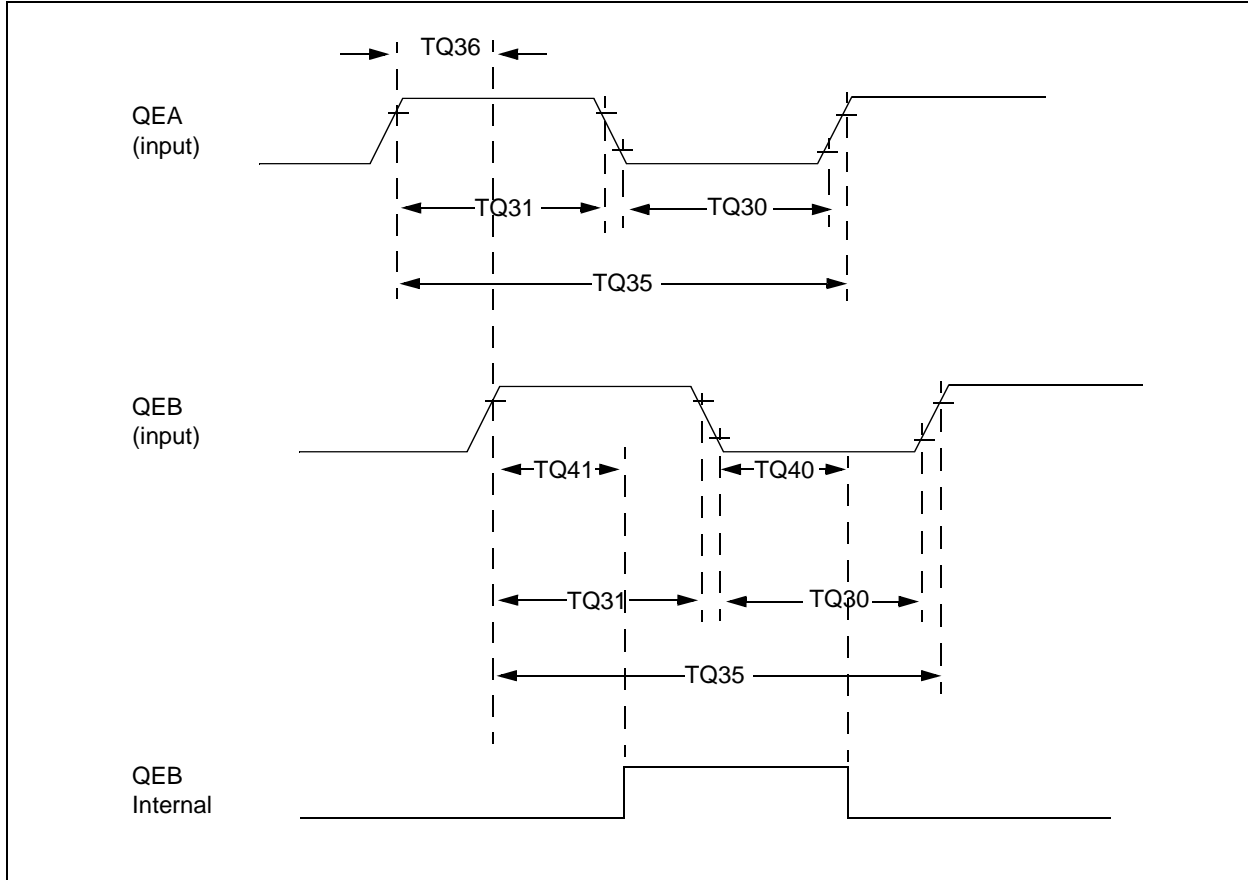 TQ36
QEA
(input)
TQ31
TQ30
TQ35
QEB
(input)
TQ41
TQ40
TQ31
TQ30
TQ35
QEB
Internal